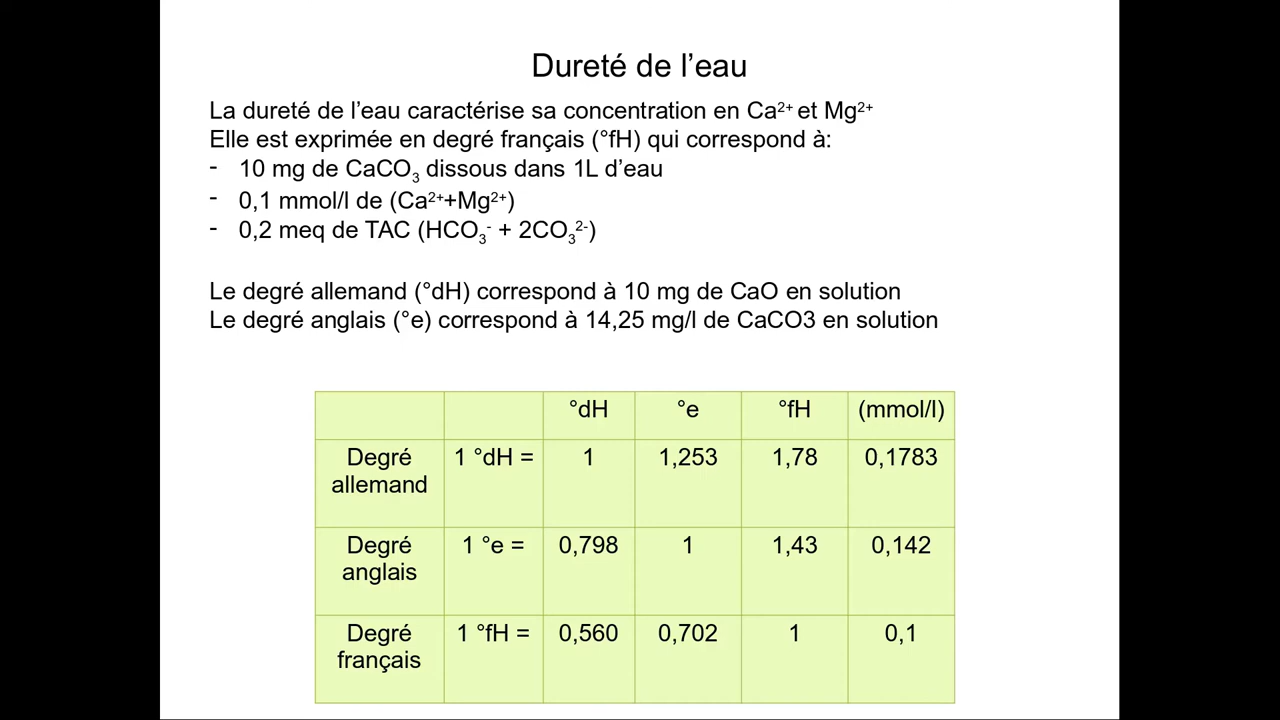 Dureté de l’eau
La dureté de l’eau caractérise sa concentration en Ca²⁺ et Mg²⁺
Elle est exprimée en degré français (°fH) qui correspond à:
- 10 mg de CaCO₃ dissous dans 1L d’eau
- 0,1 mmol/l de (Ca²⁺+Mg²⁺)
- 0,2 meq de TAC (HCO₃⁻ + 2CO₃²⁻)
Le degré allemand (°dH) correspond à 10 mg de CaO en solution
Le degré anglais (°e) correspond à 14,25 mg/l de CaCO3 en solution
°dH °e °fH (mmol/l)
Degré allemand 1 °dH = 1 1,253 1,78 0,1783
Degré anglais 1 °e = 0,798 1 1,43 0,142
Degré français 1 °fH = 0,560 0,702 1 0,1